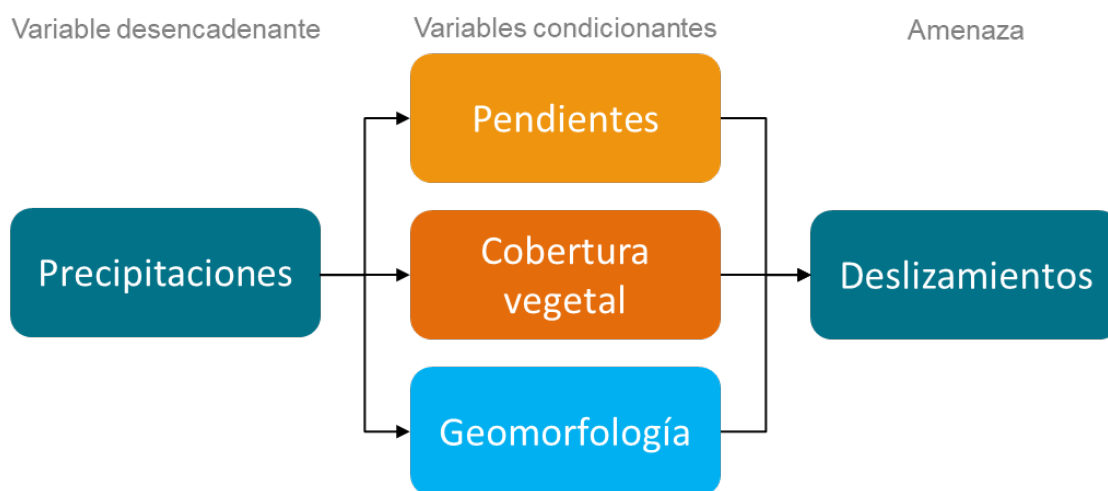 Variable desencadenante
Variables condicionantes
Amenaza
Pendientes
Precipitaciones
Cobertura
vegetal
Deslizamientos
Geomorfología